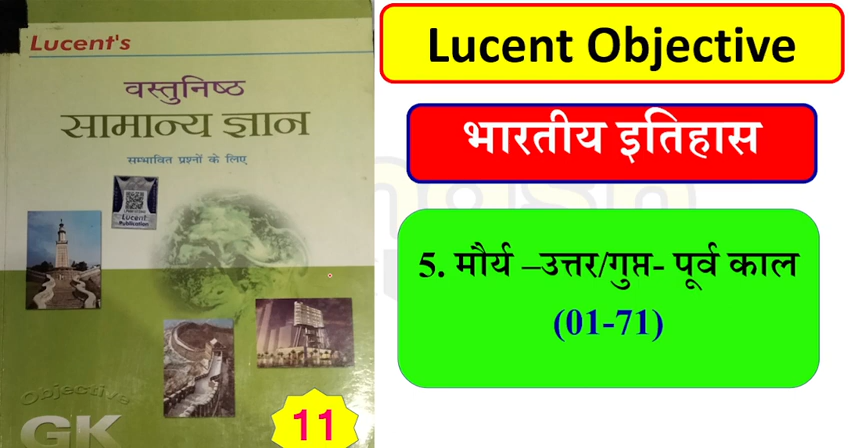 Lucent's
वस्तुनिष्ठ
सामान्य ज्ञान
सम्भावित प्रश्नों के लिए
Lucent
Publication
Objective
GK
11
Lucent Objective
भारतीय इतिहास
5. मौर्य –उत्तर/गुप्त- पूर्व काल
(01-71)